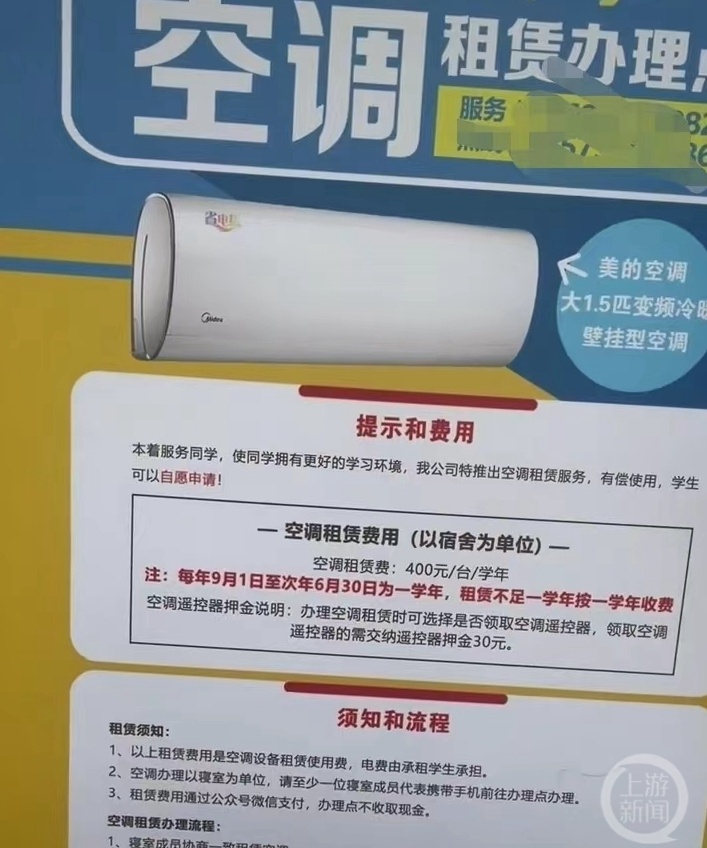 空调
租赁办理点
服务
省电星
Midea
美的空调
大1.5匹变频冷暖
壁挂型空调
提示和费用
本着服务同学，使同学拥有更好的学习环境，我公司特推出空调租赁服务，有偿使用，学生
可以自愿申请！
— 空调租赁费用（以宿舍为单位）—
空调租赁费：400元/台/学年
注：每年9月1日至次年6月30日为一学年，租赁不足一学年按一学年收费
空调遥控器押金说明：办理空调租赁时可选择是否领取空调遥控器，领取空调
遥控器的需交纳遥控器押金30元。
须知和流程
租赁须知：
1、以上租赁费用是空调设备租赁使用费，电费由承租学生承担。
2、空调办理以寝室为单位，请至少一位寝室成员代表携带手机前往办理点办理。
3、租赁费用通过公众号微信支付，办理点不收取现金。
空调租赁办理流程：
1、寝室成员协商一致租赁空调
上游
新闻